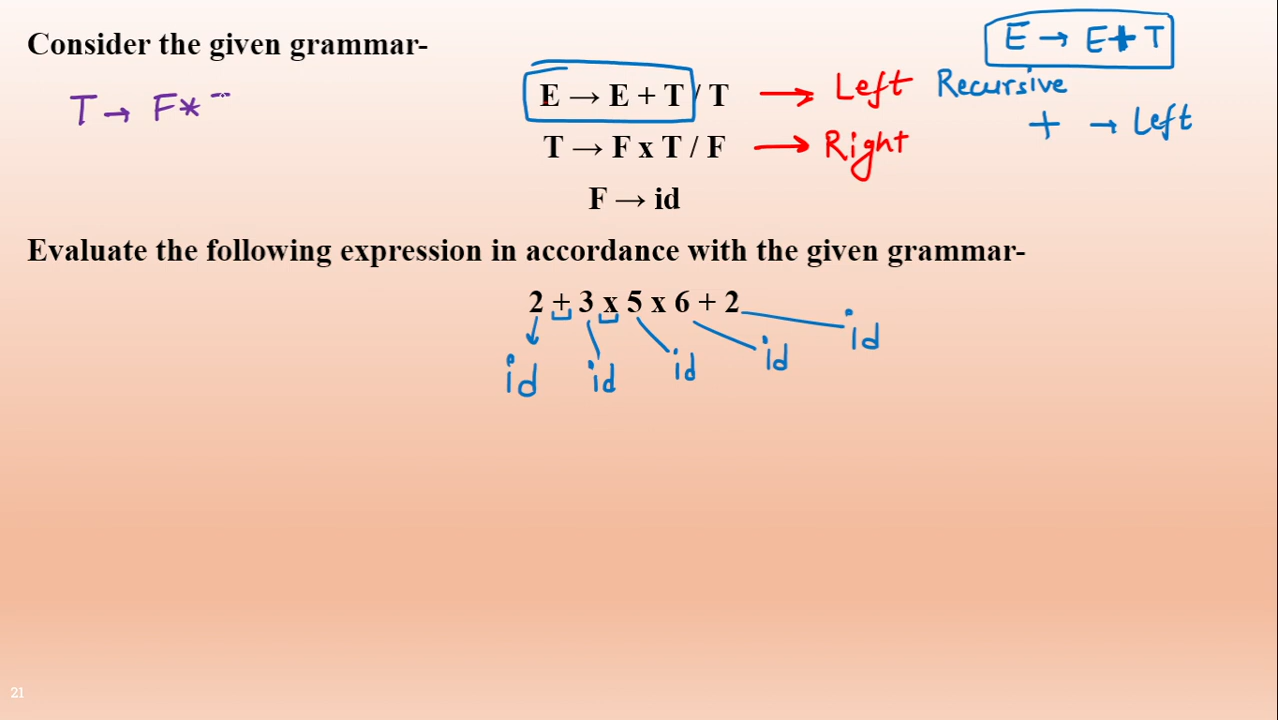 Consider the given grammar-
E → E + T
T → F *
E → E + T / T → Left Recursive
+ → Left
T → F x T / F → Right
F → id
Evaluate the following expression in accordance with the given grammar-
2 + 3 x 5 x 6 + 2
id id id id id
21